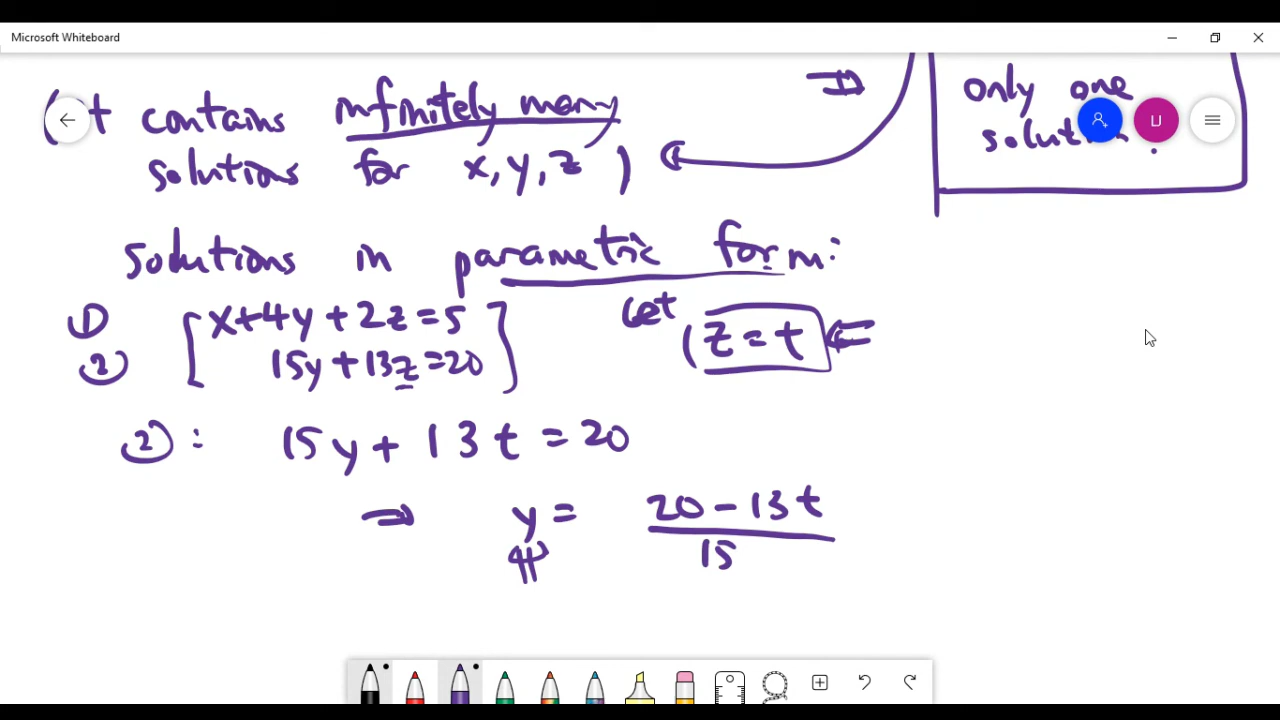 Microsoft Whiteboard
contains infinitely many
solutions for x, y, z )
only one
solution.
solutions in parametric form:
① x+4y+2z=5
② 15y+13z=20
Let (z=t
②: 15y+13t=20
⇒ y = 20-13t
15
U